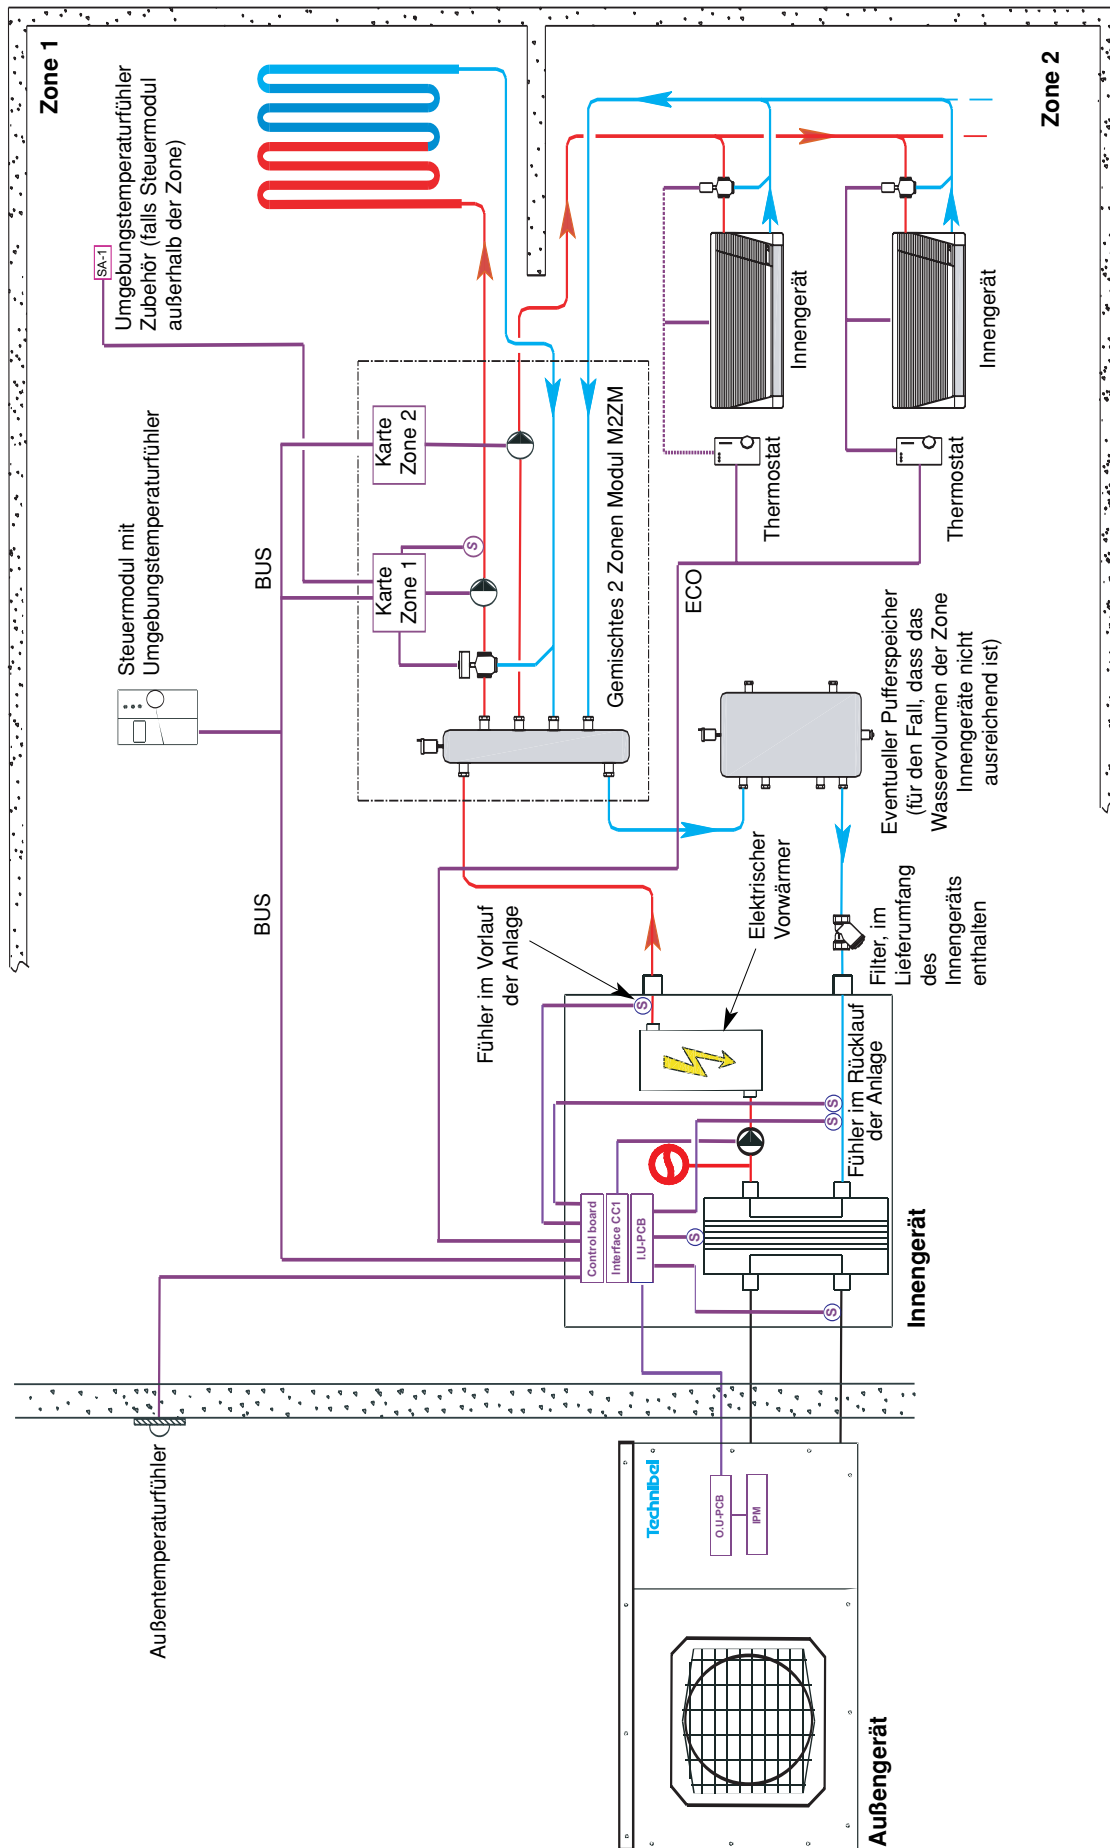 Zone 1
SA-1
Umgebungstemperaturfühler
Zubehör (falls Steuermodul
außerhalb der Zone)
Steuermodul mit
Umgebungstemperaturfühler
BUS
BUS
Karte
Zone 1
Karte
Zone 2
Gemischtes 2 Zonen Modul M2ZM
Zone 2
Innengerät
Innengerät
Thermostat
Thermostat
ECO
Eventueller Pufferspeicher
(für den Fall, dass das
Wasservolumen der Zone
Innengeräte nicht
ausreichend ist)
Fühler im Vorlauf
der Anlage
Elektrischer
Vorwärmer
Filter, im
Lieferumfang
des
Innengeräts
enthalten
Fühler im Rücklauf
der Anlage
Control board
Interface CC1
I.U-PCB
S
S
S
S
S
S
Innengerät
Außentemperaturfühler
Technibel
O.U-PCB
IPM
Außengerät